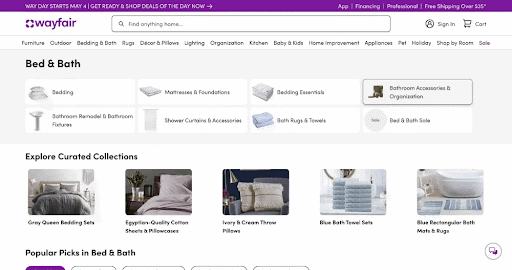 WAY DAY STARTS MAY 4 | GET READY & SHOP DEALS OF THE DAY NOW →
App | Financing | Professional | Free Shipping Over $35*
wayfair
Find anything home...
Sign In
Cart
Furniture Outdoor Bedding & Bath Rugs Décor & Pillows Lighting Organization Kitchen Baby & Kids Home Improvement Appliances Pet Holiday Shop by Room Sale
Bed & Bath
Bedding
Mattresses & Foundations
Bedding Essentials
Bathroom Accessories &
Organization
Bathroom Remodel & Bathroom
Fixtures
Shower Curtains & Accessories
Bath Rugs & Towels
Sale
Bed & Bath Sale
Explore Curated Collections
Gray Queen Bedding Sets
Egyptian-Quality Cotton
Sheets & Pillowcases
Ivory & Cream Throw
Pillows
Blue Bath Towel Sets
Blue Rectangular Bath
Mats & Rugs
Popular Picks in Bed & Bath